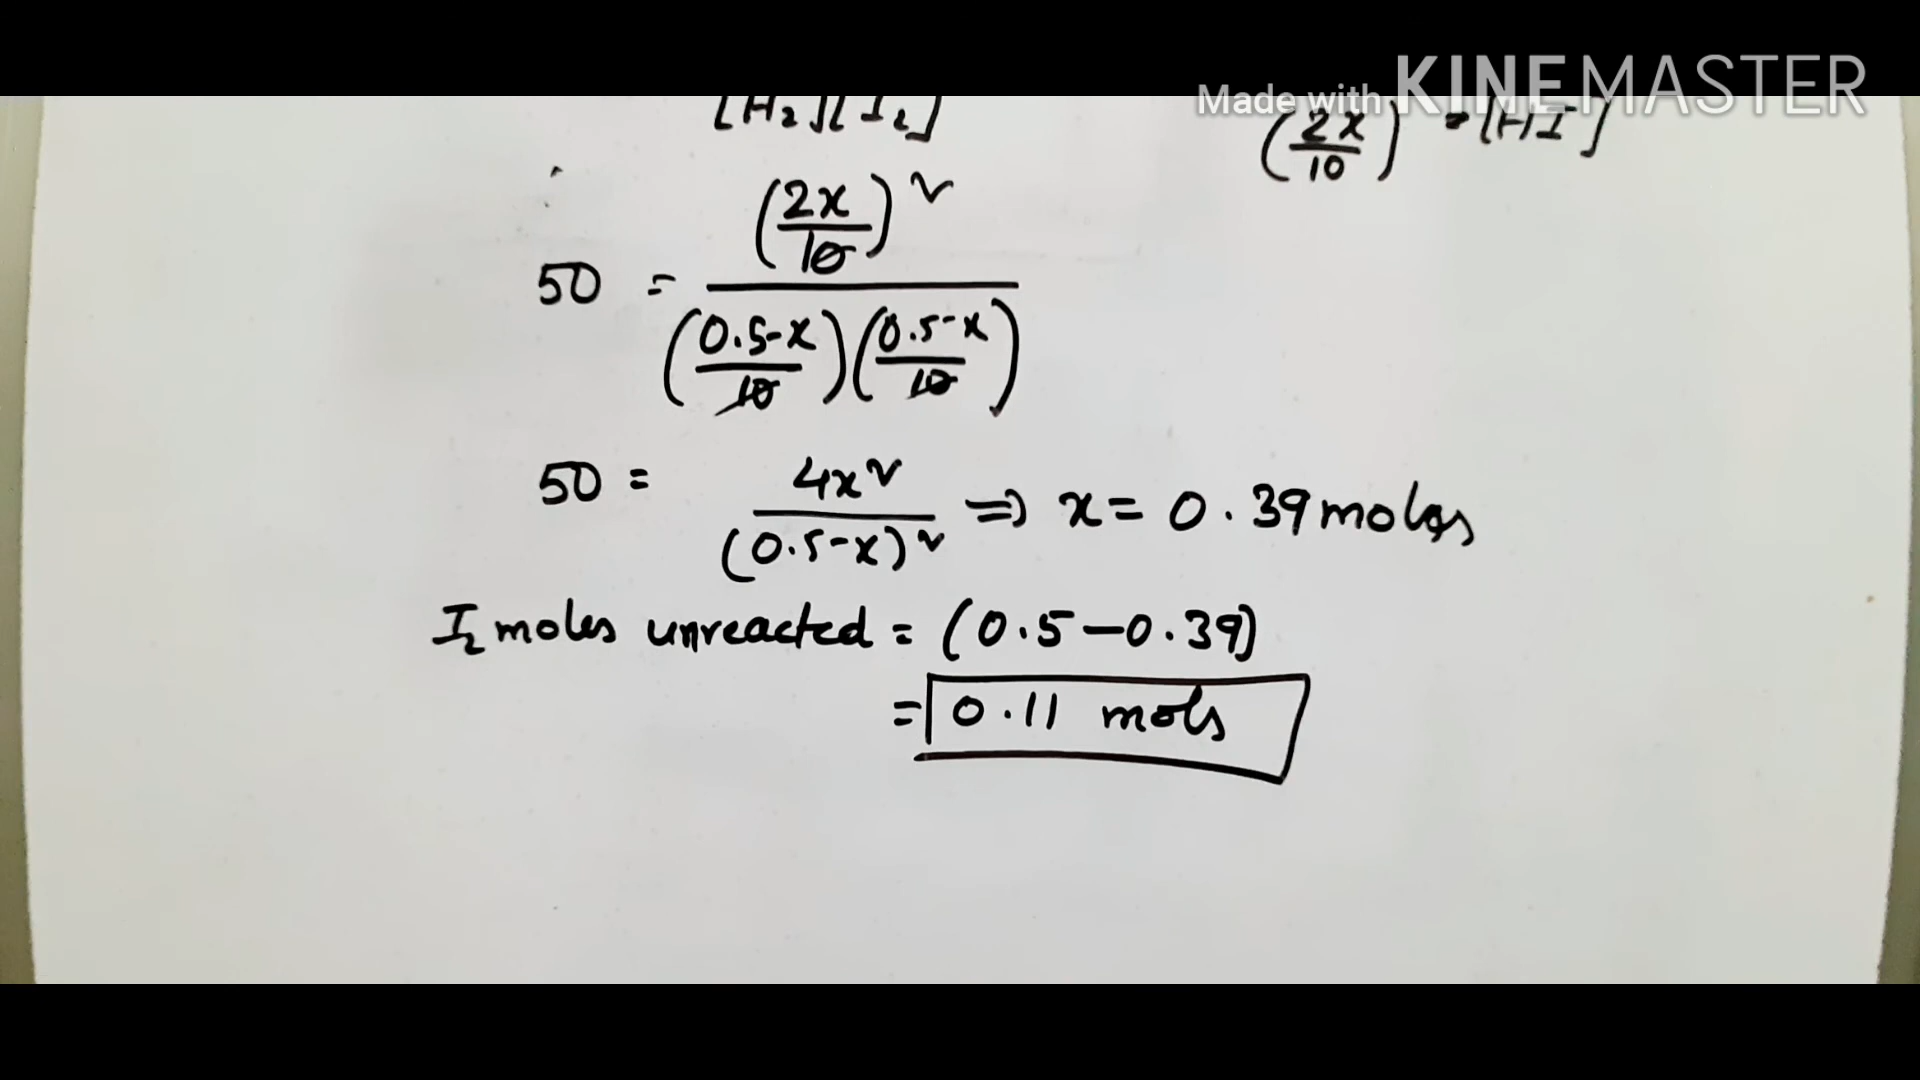 Made with KINEMASTER
[H₂][I₂]
(2x/10) = [HI]
50 = (2x/10)² / ((0.5-x)/10)((0.5-x)/10)
50 = 4x²/(0.5-x)² ⇒ x = 0.39 moles
I₂ moles unreacted = (0.5-0.39)
= 0.11 mols